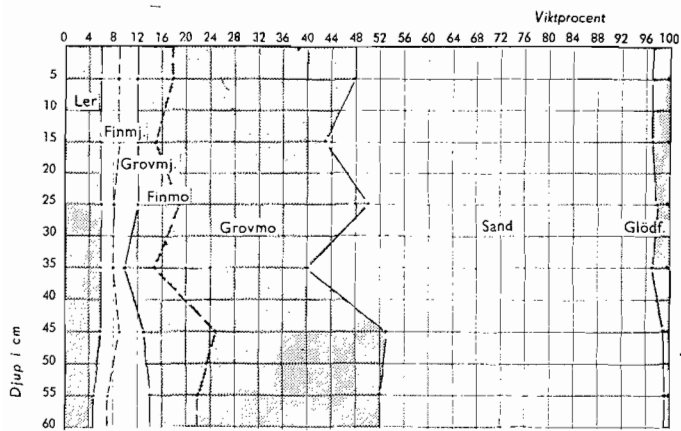 Viktprocent
0 4 8 12 16 20 24 28 32 36 40 44 48 52 56 60 64 68 72 76 80 84 88 92 96 100
5
10
Ler
Finmj.
15
Grovmj.
20
Finmo
25
Grovmo Sand Glödf.
30
35
40
45
50
55
60
Djup i cm